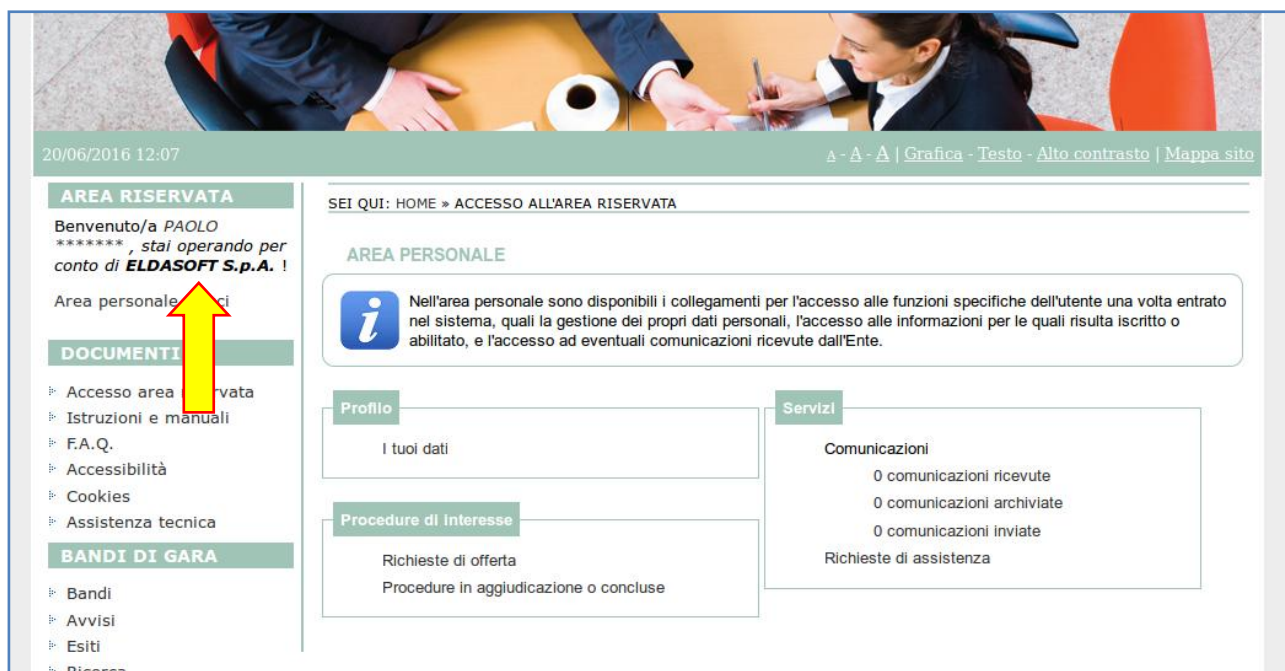 20/06/2016 12:07
A - A - A | Grafica - Testo - Alto contrasto | Mappa sito
AREA RISERVATA
Benvenuto/a PAOLO
******* , stai operando per
conto di ELDASOFT S.p.A. !
Area personale
SEI QUI: HOME » ACCESSO ALL'AREA RISERVATA
AREA PERSONALE
Nell'area personale sono disponibili i collegamenti per l'accesso alle funzioni specifiche dell'utente una volta entrato
nel sistema, quali la gestione dei propri dati personali, l'accesso alle informazioni per le quali risulta iscritto o
abilitato, e l'accesso ad eventuali comunicazioni ricevute dall'Ente.
DOCUMENTI
Accesso area
Istruzioni e manuali
F.A.Q.
Accessibilità
Cookies
Assistenza tecnica
BANDI DI GARA
Bandi
Avvisi
Esiti
Ricerca
Profilo
I tuoi dati
Procedure di interesse
Richieste di offerta
Procedure in aggiudicazione o concluse
Servizi
Comunicazioni
0 comunicazioni ricevute
0 comunicazioni archiviate
0 comunicazioni inviate
Richieste di assistenza